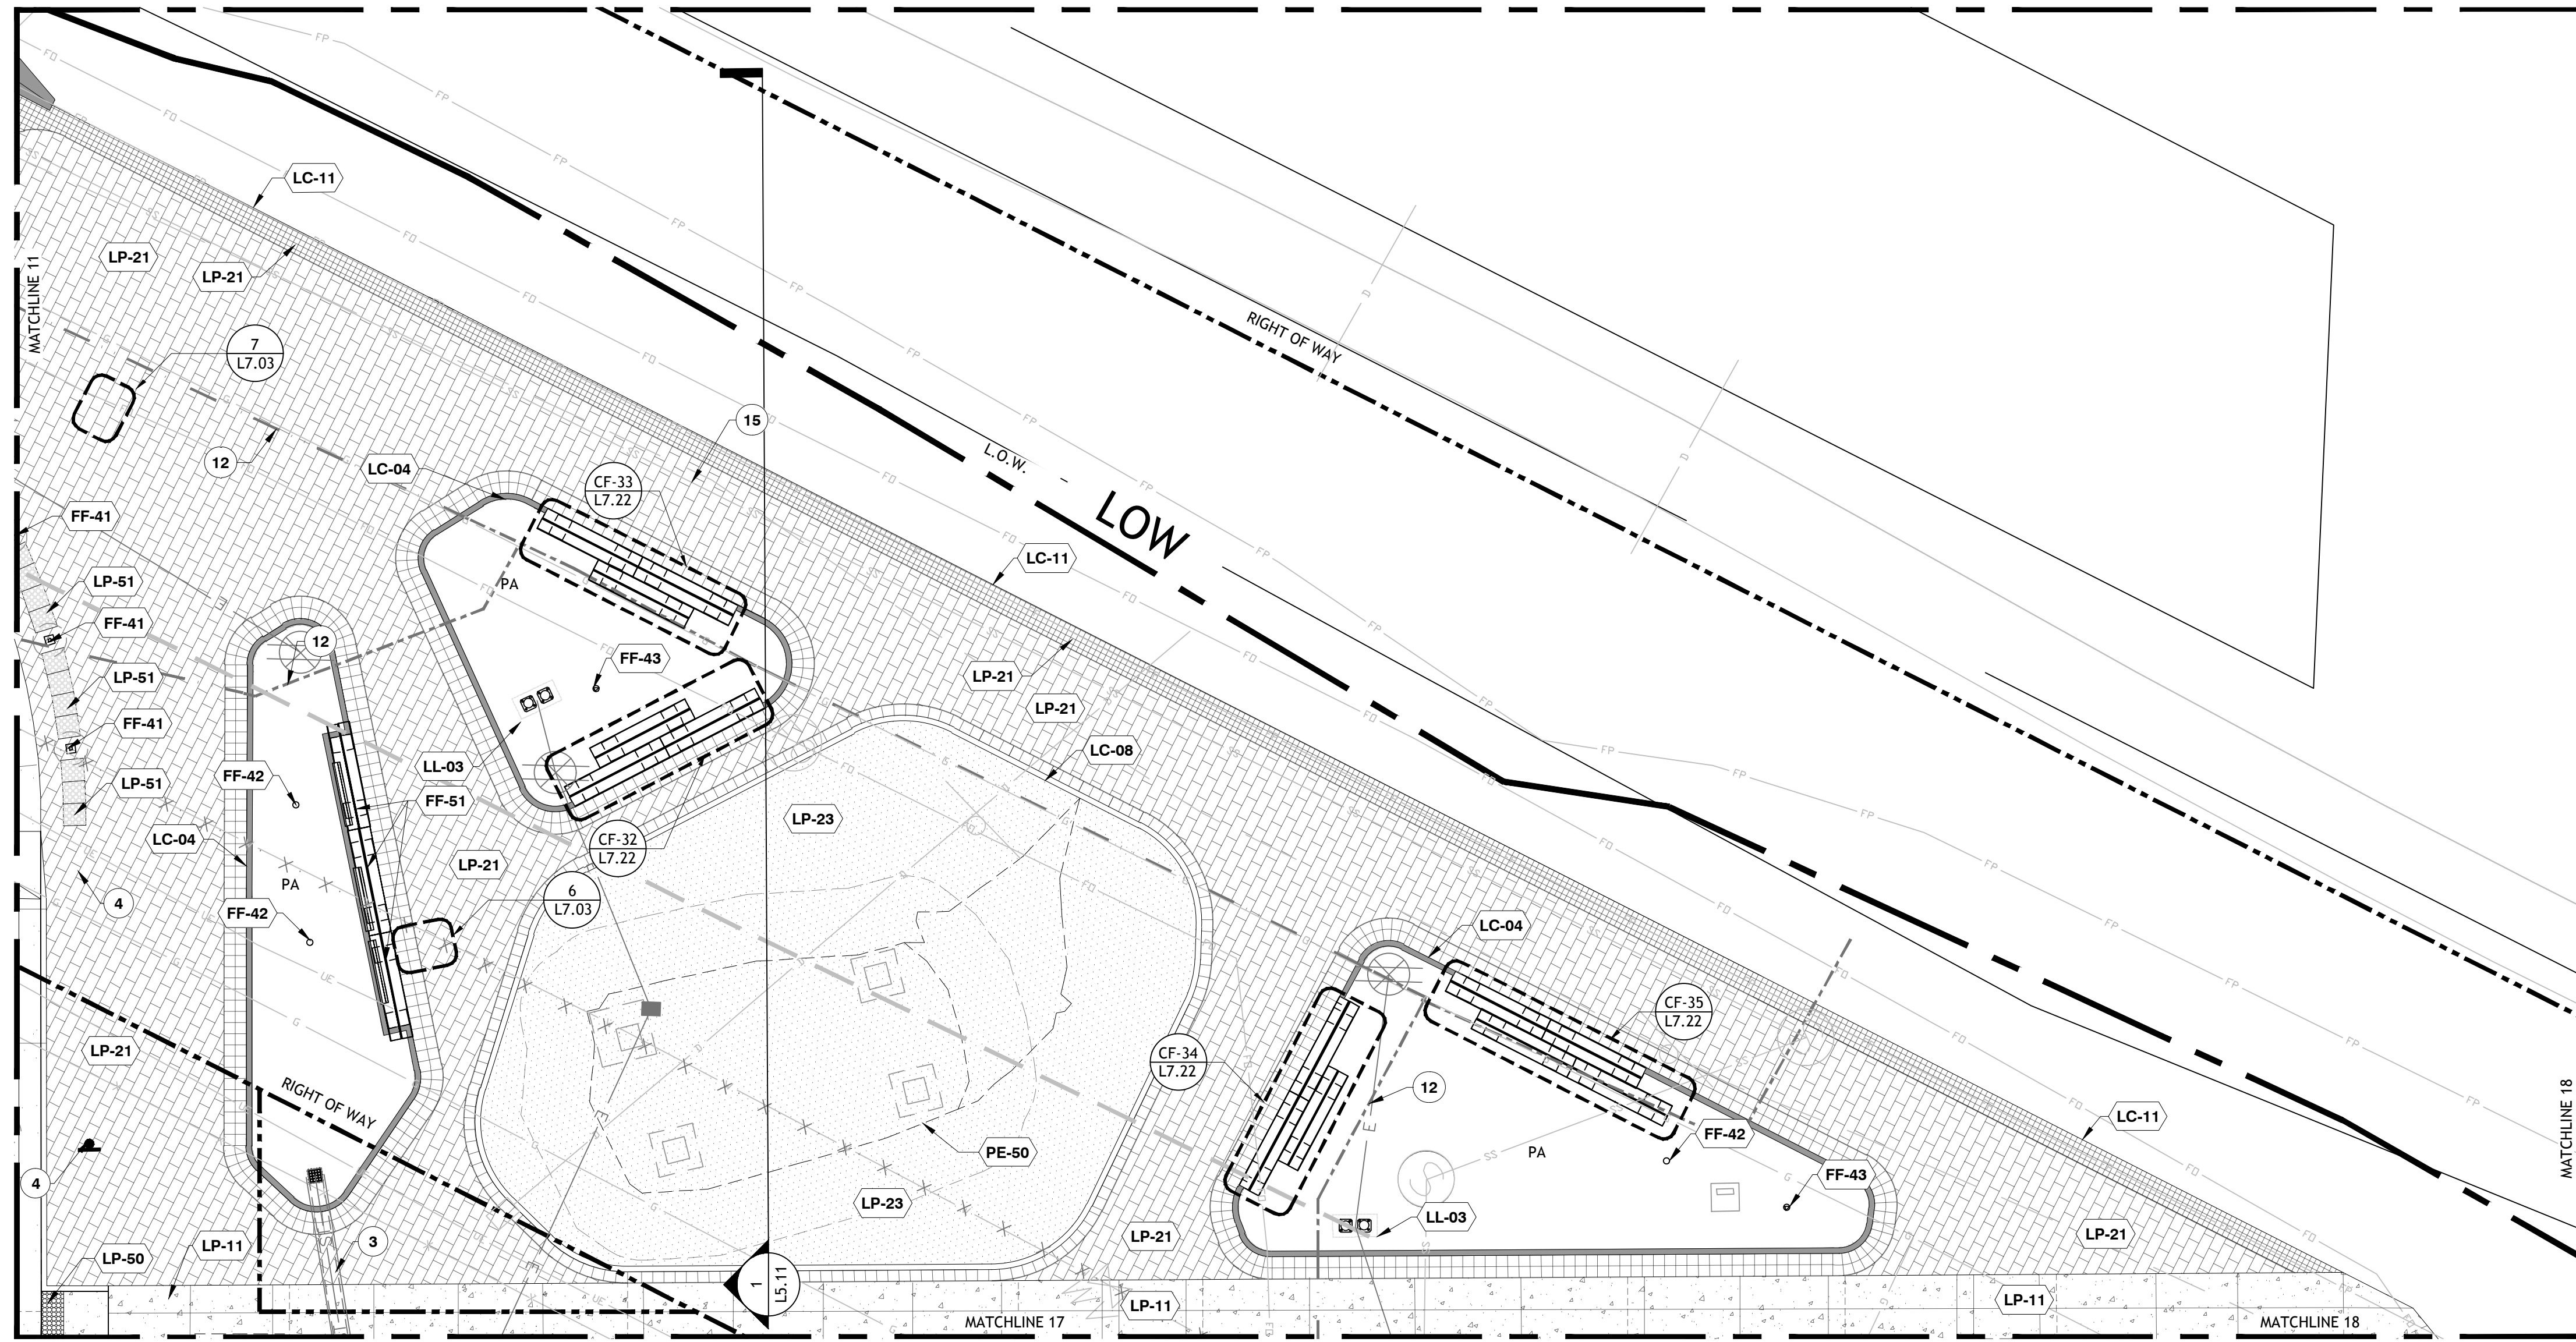 LC-11
LP-21
LP-21
MATCHLINE 11
7
L7.03
12
15
LC-04
CF-33
L7.22
RIGHT OF WAY
L.O.W.
LOW
FF-41
LP-51
FF-41
LP-51
FF-41
LP-51
12
PA
FF-43
LL-03
LC-11
LP-21
LP-21
LC-08
FF-42
FF-51
LC-04
LP-21
CF-32
L7.22
LP-23
PA
4
FF-42
6
L7.03
LC-04
CF-35
L7.22
CF-34
L7.22
12
LP-21
RIGHT OF WAY
4
PE-50
PA
FF-42
FF-43
LC-11
MATCHLINE 18
LP-23
LL-03
LP-21
LP-21
LP-50
LP-11
3
1
L5.11
LP-11
LP-11
MATCHLINE 17
MATCHLINE 18
FP
FO
SS
G
D
E
UE